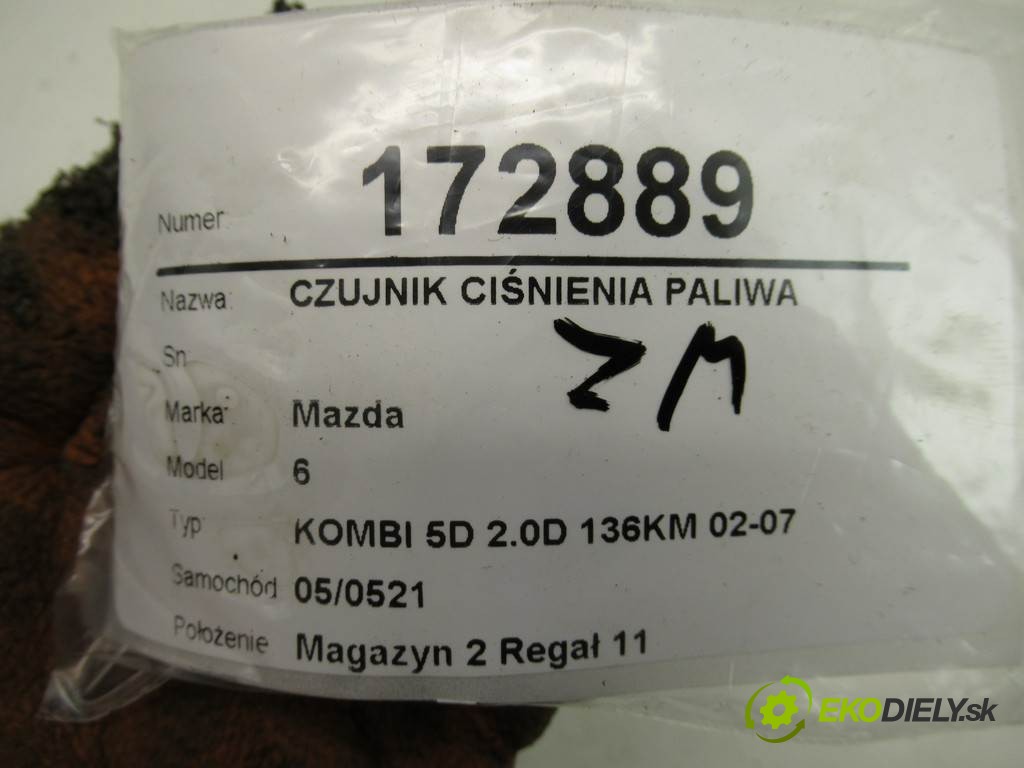 Numer: 172889
Nazwa: CZUJNIK CIŚNIENIA PALIWA
Sn
ZM
Marka: Mazda
Model 6
Typ KOMBI 5D 2.0D 136KM 02-07
Samochód 05/0521
Położenie Magazyn 2 Regał 11
EKODIELY.sk